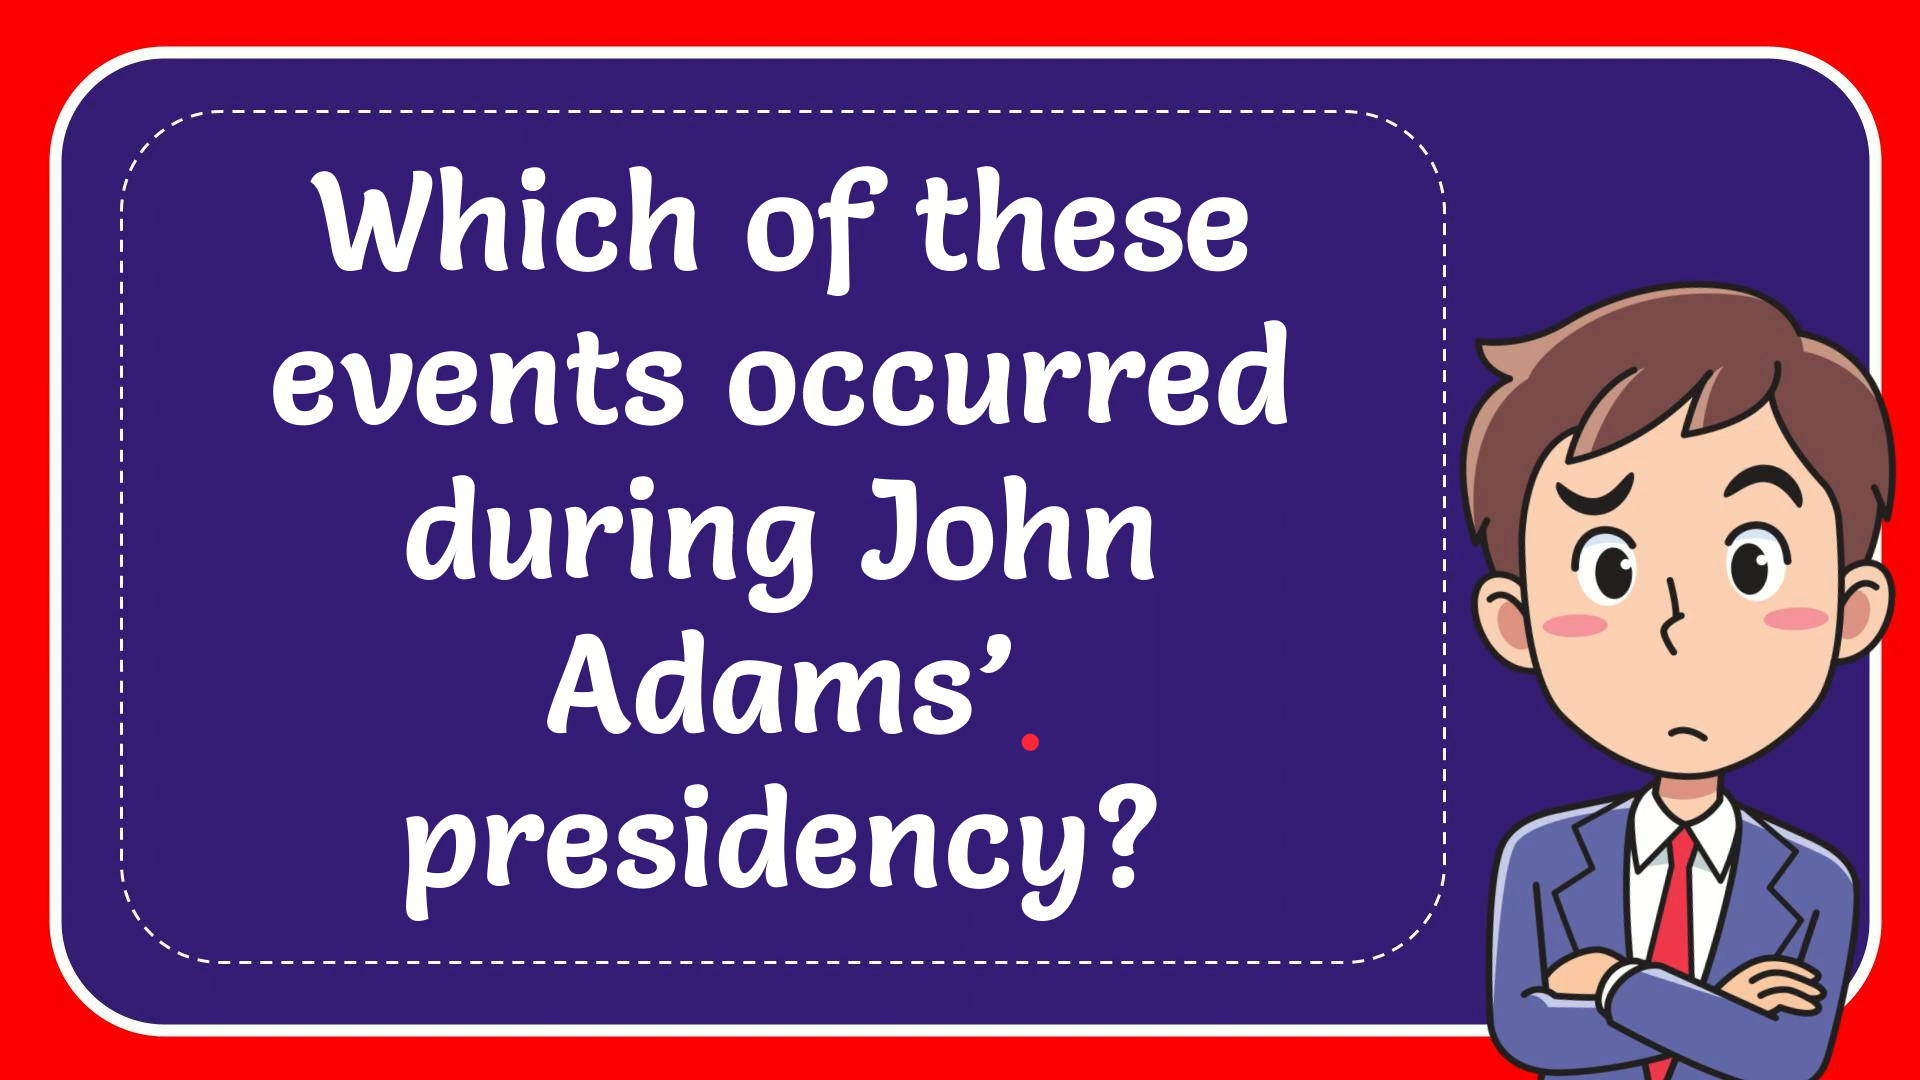 Which of these
events occurred
during John
Adams’
presidency?